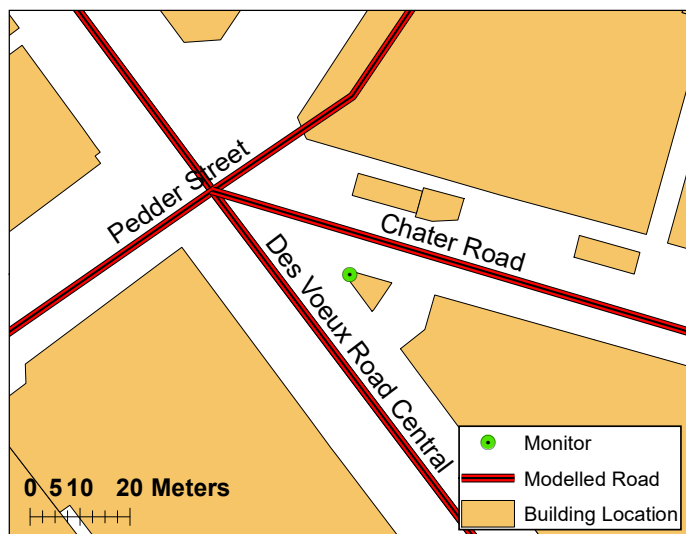 Pedder Street
Chater Road
Des Voeux Road Central
Monitor
Modelled Road
Building Location
0 5 10 20 Meters